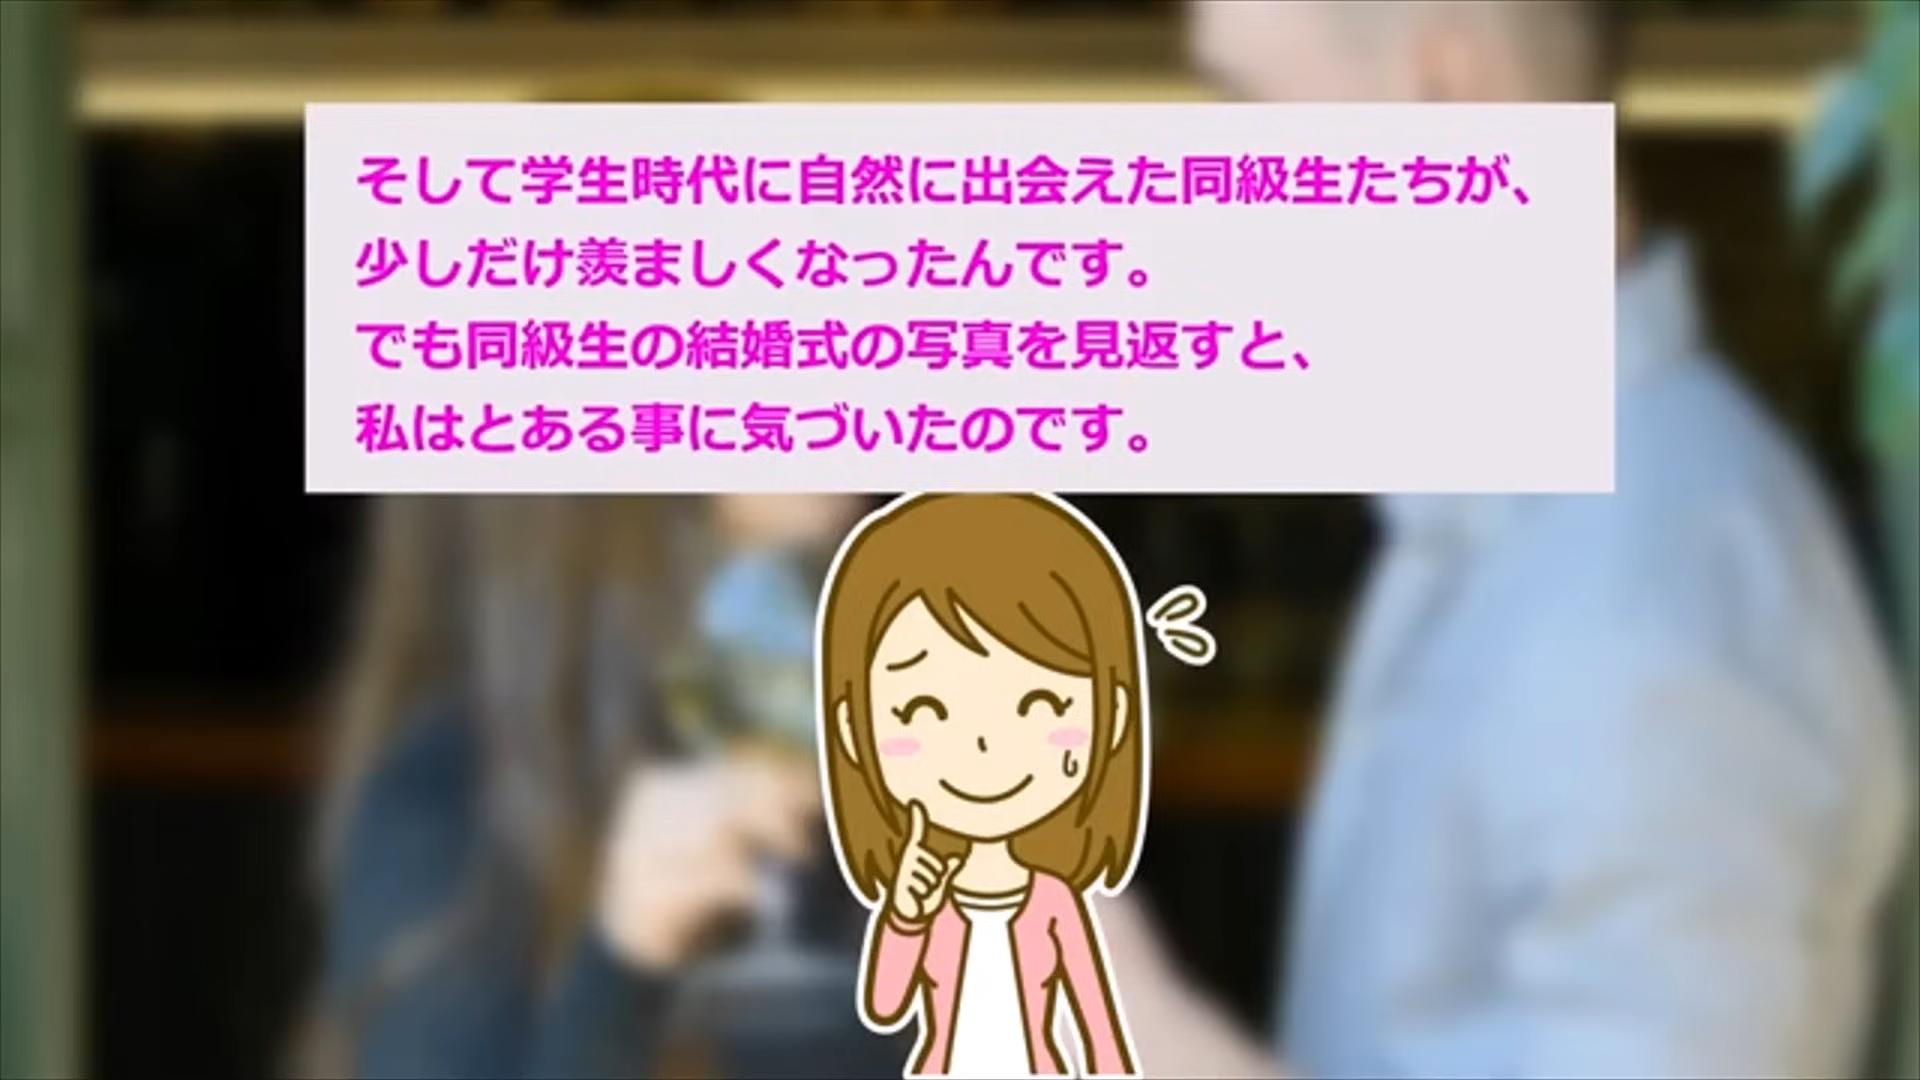 そして学生時代に自然に出会えた同級生たちが、
少しだけ羨ましくなったんです。
でも同級生の結婚式の写真を見返すと、
私はとある事に気づいたのです。